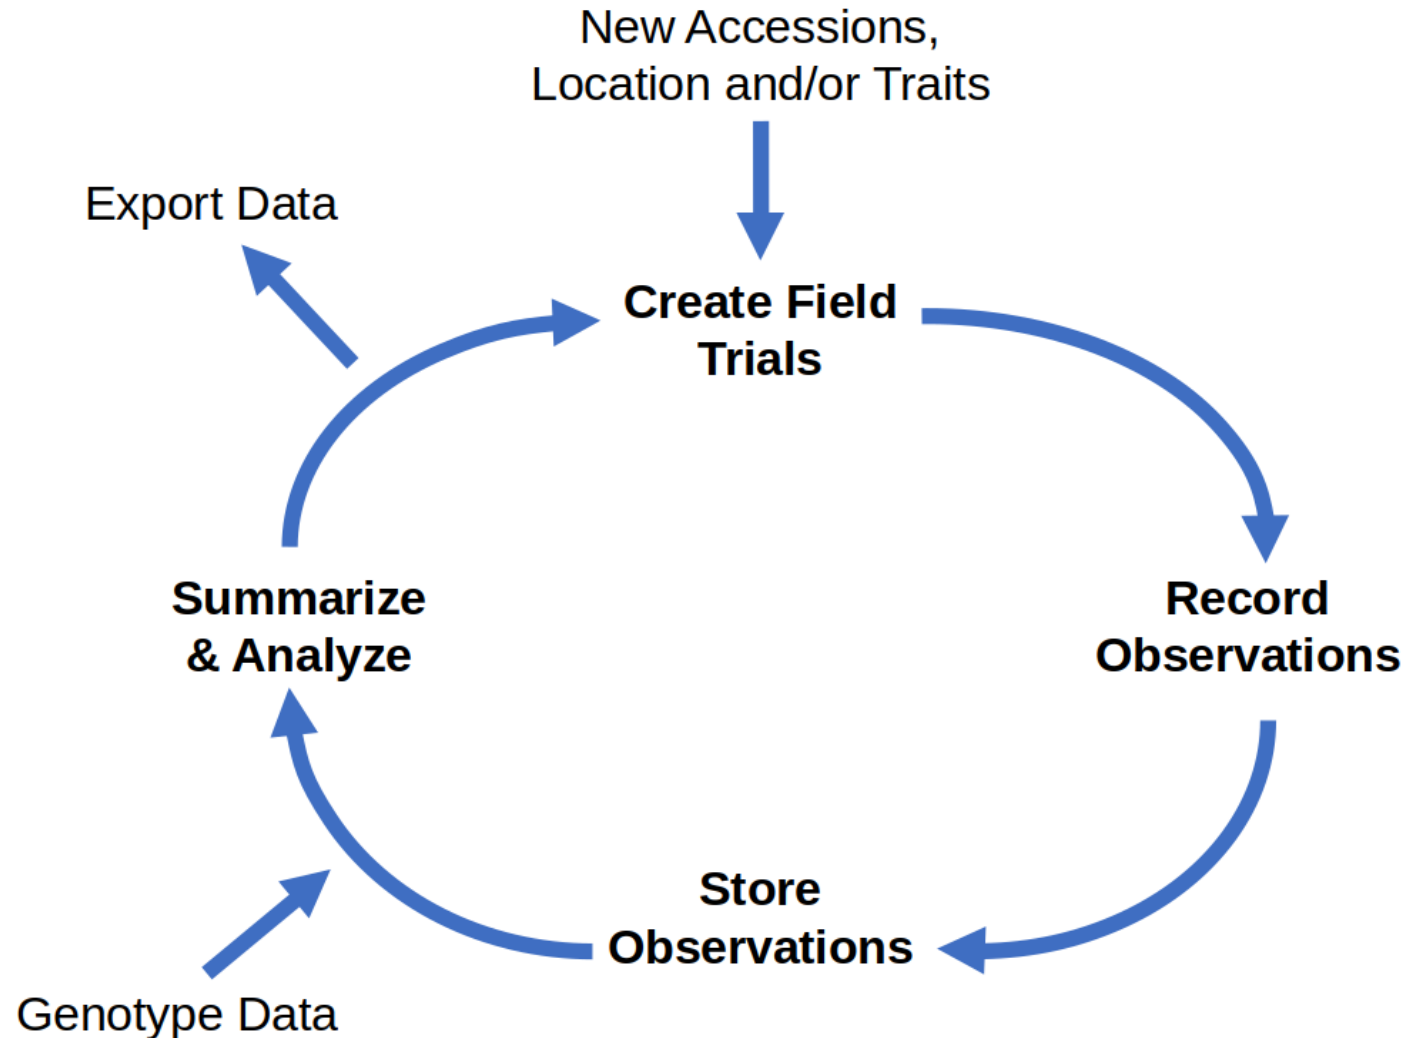 New Accessions,
Location and/or Traits
Export Data
Create Field
Trials
Summarize
& Analyze
Record
Observations
Store
Observations
Genotype Data